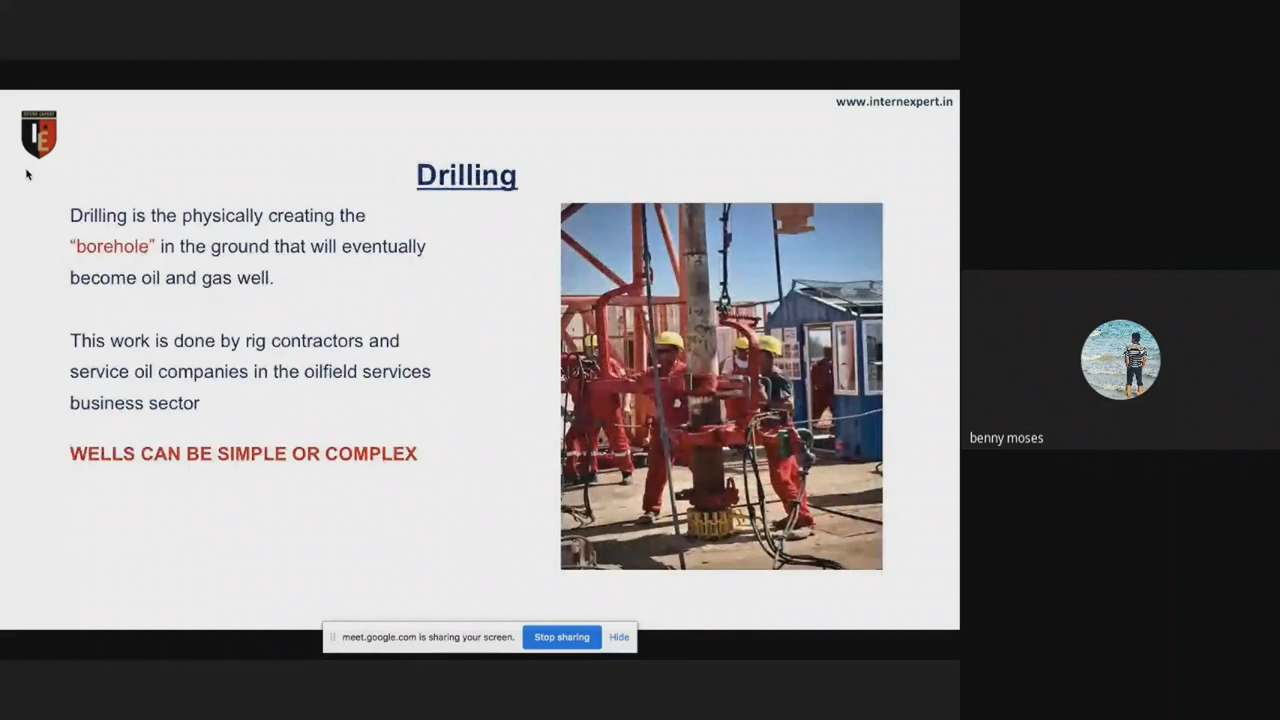 www.internexpert.in
IE
Drilling
Drilling is the physically creating the
“borehole” in the ground that will eventually
become oil and gas well.
This work is done by rig contractors and
service oil companies in the oilfield services
business sector
WELLS CAN BE SIMPLE OR COMPLEX
benny moses
meet.google.com is sharing your screen.
Stop sharing
Hide